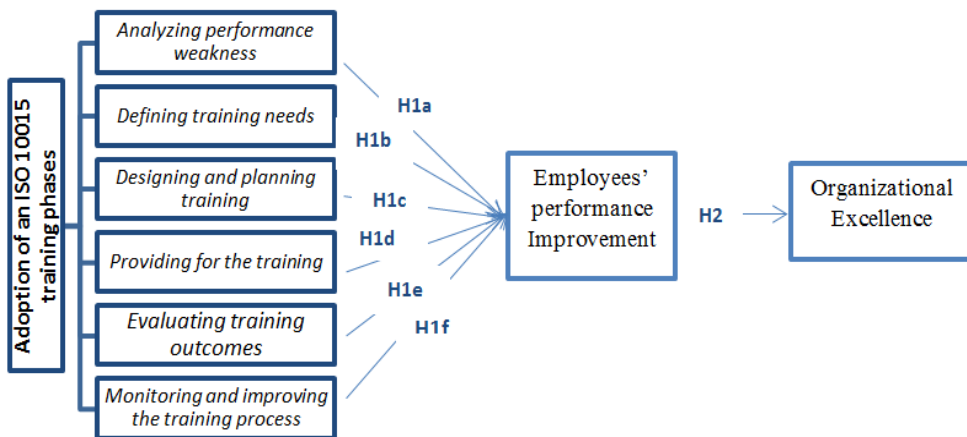 Adoption of an ISO 10015
training phases
Analyzing performance
weakness
Defining training needs
Designing and planning
training
Providing for the training
Evaluating training
outcomes
Monitoring and improving
the training process
H1a
H1b
H1c
H1d
H1e
H1f
Employees’
performance
Improvement
H2
Organizational
Excellence